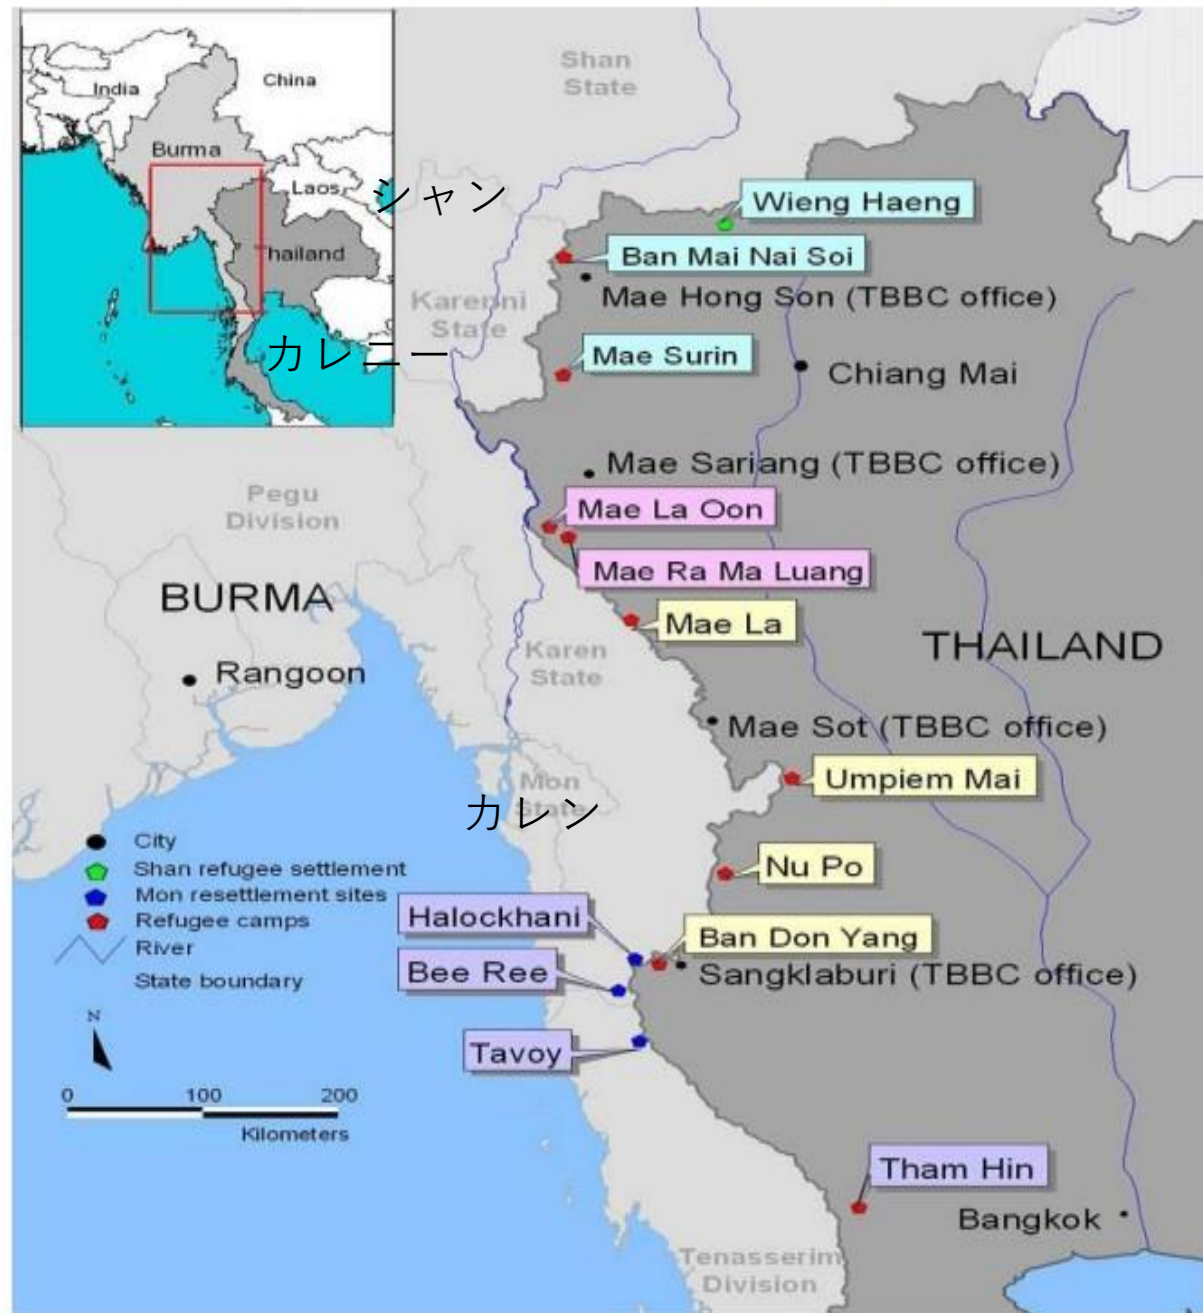 Shan
State
China
India
Burma
Laos
シャン
Thailand
Wieng Haeng
Ban Mai Nai Soi
Mae Hong Son (TBBC office)
Karenni
State
カレニー
Mae Surin
Chiang Mai
Mae Sariang (TBBC office)
Pegu
Division
Mae La Oon
Mae Ra Ma Luang
BURMA
Mae La
THAILAND
Karen
State
Rangoon
Mae Sot (TBBC office)
Umpiem Mai
Mon
State
カレン
City
Shan refugee settlement
Mon resettlement sites
Refugee camps
River
State boundary
Nu Po
Halockhani
Ban Don Yang
Bee Ree
Sangklaburi (TBBC office)
Tavoy
N
0 100 200
Kilometers
Tham Hin
Bangkok
Tenasserim
Division